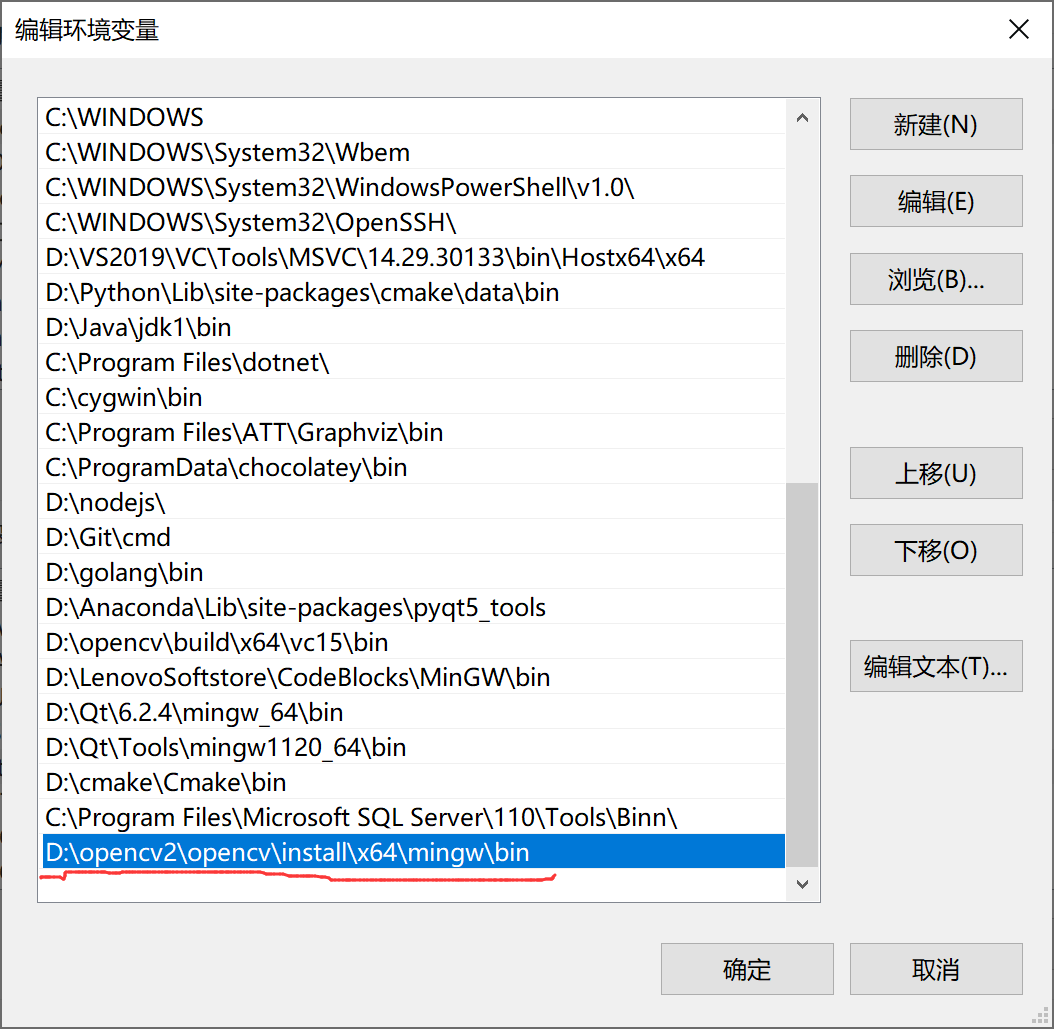 编辑环境变量
C:\WINDOWS
C:\WINDOWS\System32\Wbem
C:\WINDOWS\System32\WindowsPowerShell\v1.0\
C:\WINDOWS\System32\OpenSSH\
D:\VS2019\VC\Tools\MSVC\14.29.30133\bin\Hostx64\x64
D:\Python\Lib\site-packages\cmake\data\bin
D:\Java\jdk1\bin
C:\Program Files\dotnet\
C:\cygwin\bin
C:\Program Files\ATT\Graphviz\bin
C:\ProgramData\chocolatey\bin
D:\nodejs\
D:\Git\cmd
D:\golang\bin
D:\Anaconda\Lib\site-packages\pyqt5_tools
D:\opencv\build\x64\vc15\bin
D:\LenovoSoftstore\CodeBlocks\MinGW\bin
D:\Qt\6.2.4\mingw_64\bin
D:\Qt\Tools\mingw1120_64\bin
D:\cmake\Cmake\bin
C:\Program Files\Microsoft SQL Server\110\Tools\Binn\
D:\opencv2\opencv\install\x64\mingw\bin
新建(N)
编辑(E)
浏览(B)...
删除(D)
上移(U)
下移(O)
编辑文本(T)...
确定
取消